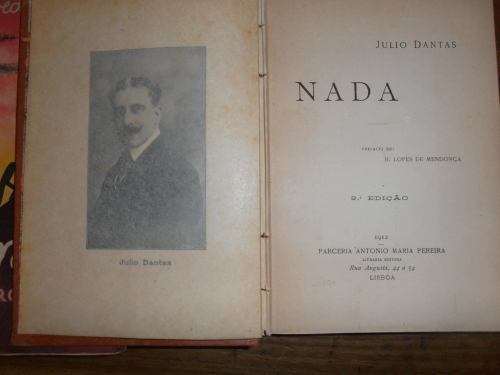 Julio Dantas
JULIO DANTAS
NADA
PREFACIO DE:
H. LOPES DE MENDONÇA
2.ª EDIÇÃO
1912
PARCERIA ANTONIO MARIA PEREIRA
LIVRARIA EDITORA
Rua Augusta, 44 a 54
LISBOA